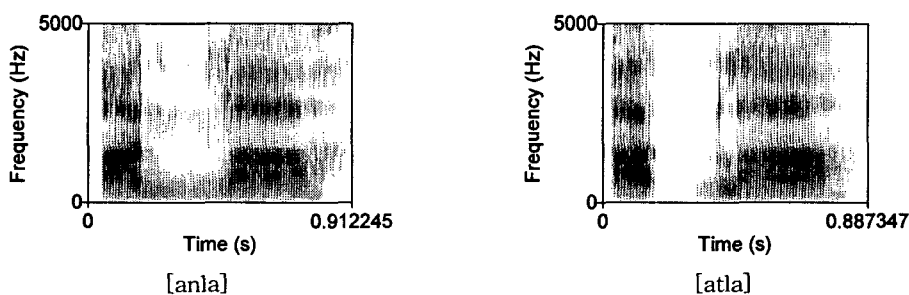 5000
Frequency (Hz)
0
0
0.912245
Time (s)
[anla]
5000
Frequency (Hz)
0
0
0.887347
Time (s)
[atla]